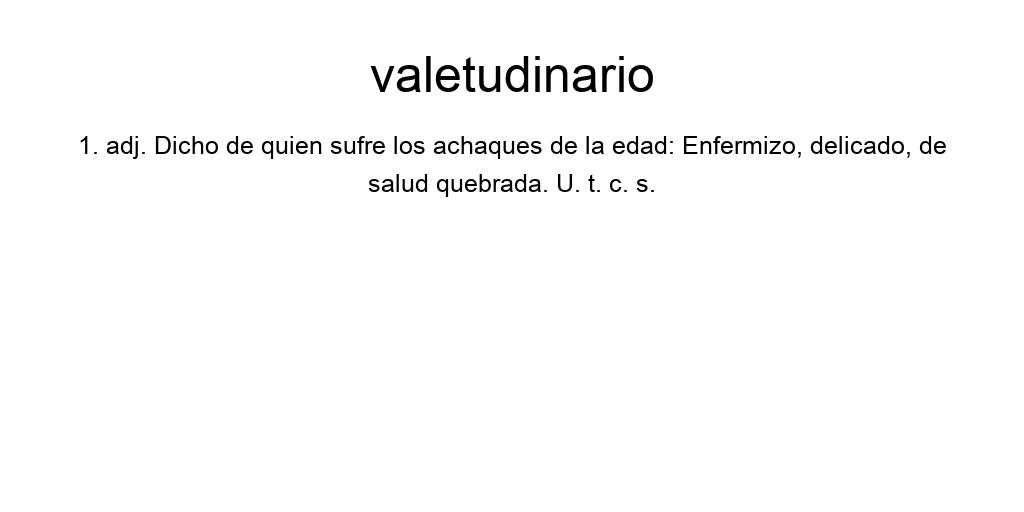 valetudinario
1. adj. Dicho de quien sufre los achaques de la edad: Enfermizo, delicado, de
salud quebrada. U. t. c. s.